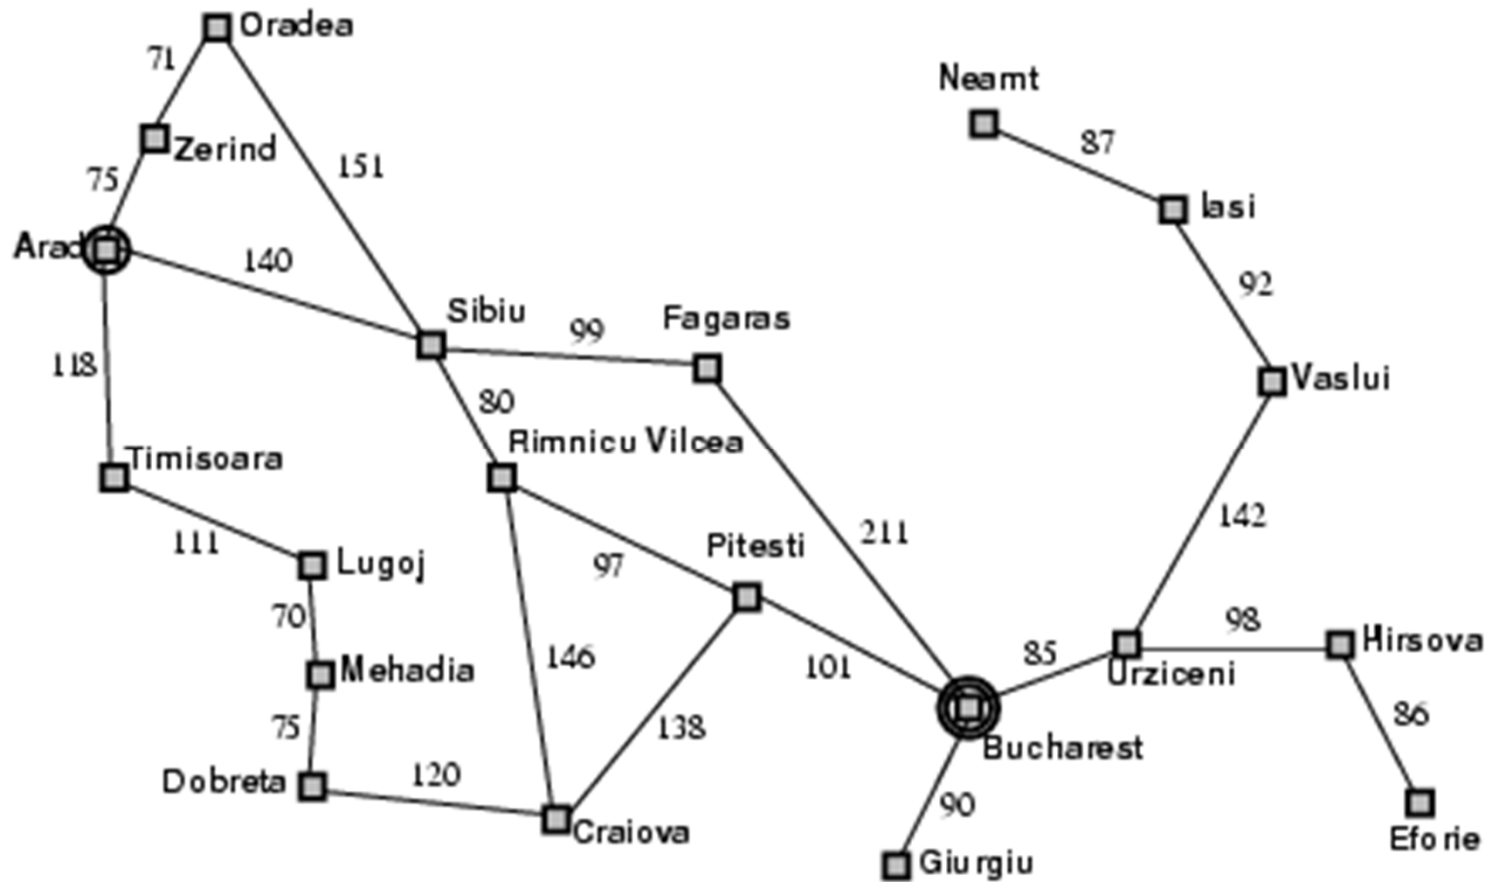 Oradea
71
Neamt
87
Zerind
151
75
Iasi
Arad
140
92
Sibiu
99
Fagaras
118
Vaslui
80
Rimnicu Vilcea
Timisoara
142
211
111
Lugoj
97
Pitesti
70
98
Hirsova
146
101
85
Urziceni
Mehadia
86
75
138
Bucharest
Dobreta
120
90
Craiova
Eforie
Giurgiu